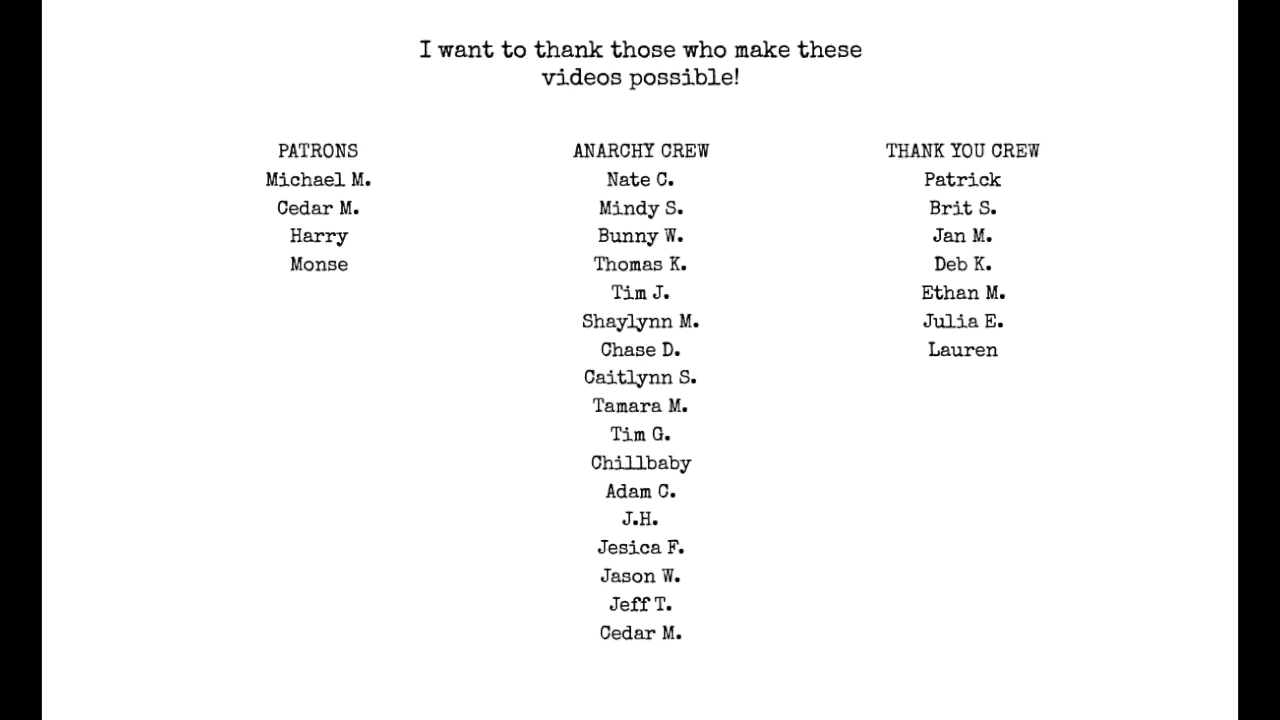 I want to thank those who make these
videos possible!
PATRONS
Michael M.
Cedar M.
Harry
Monse
ANARCHY CREW
Nate C.
Mindy S.
Bunny W.
Thomas K.
Tim J.
Shaylynn M.
Chase D.
Caitlynn S.
Tamara M.
Tim G.
Chillbaby
Adam C.
J.H.
Jesica F.
Jason W.
Jeff T.
Cedar M.
THANK YOU CREW
Patrick
Brit S.
Jan M.
Deb K.
Ethan M.
Julia E.
Lauren